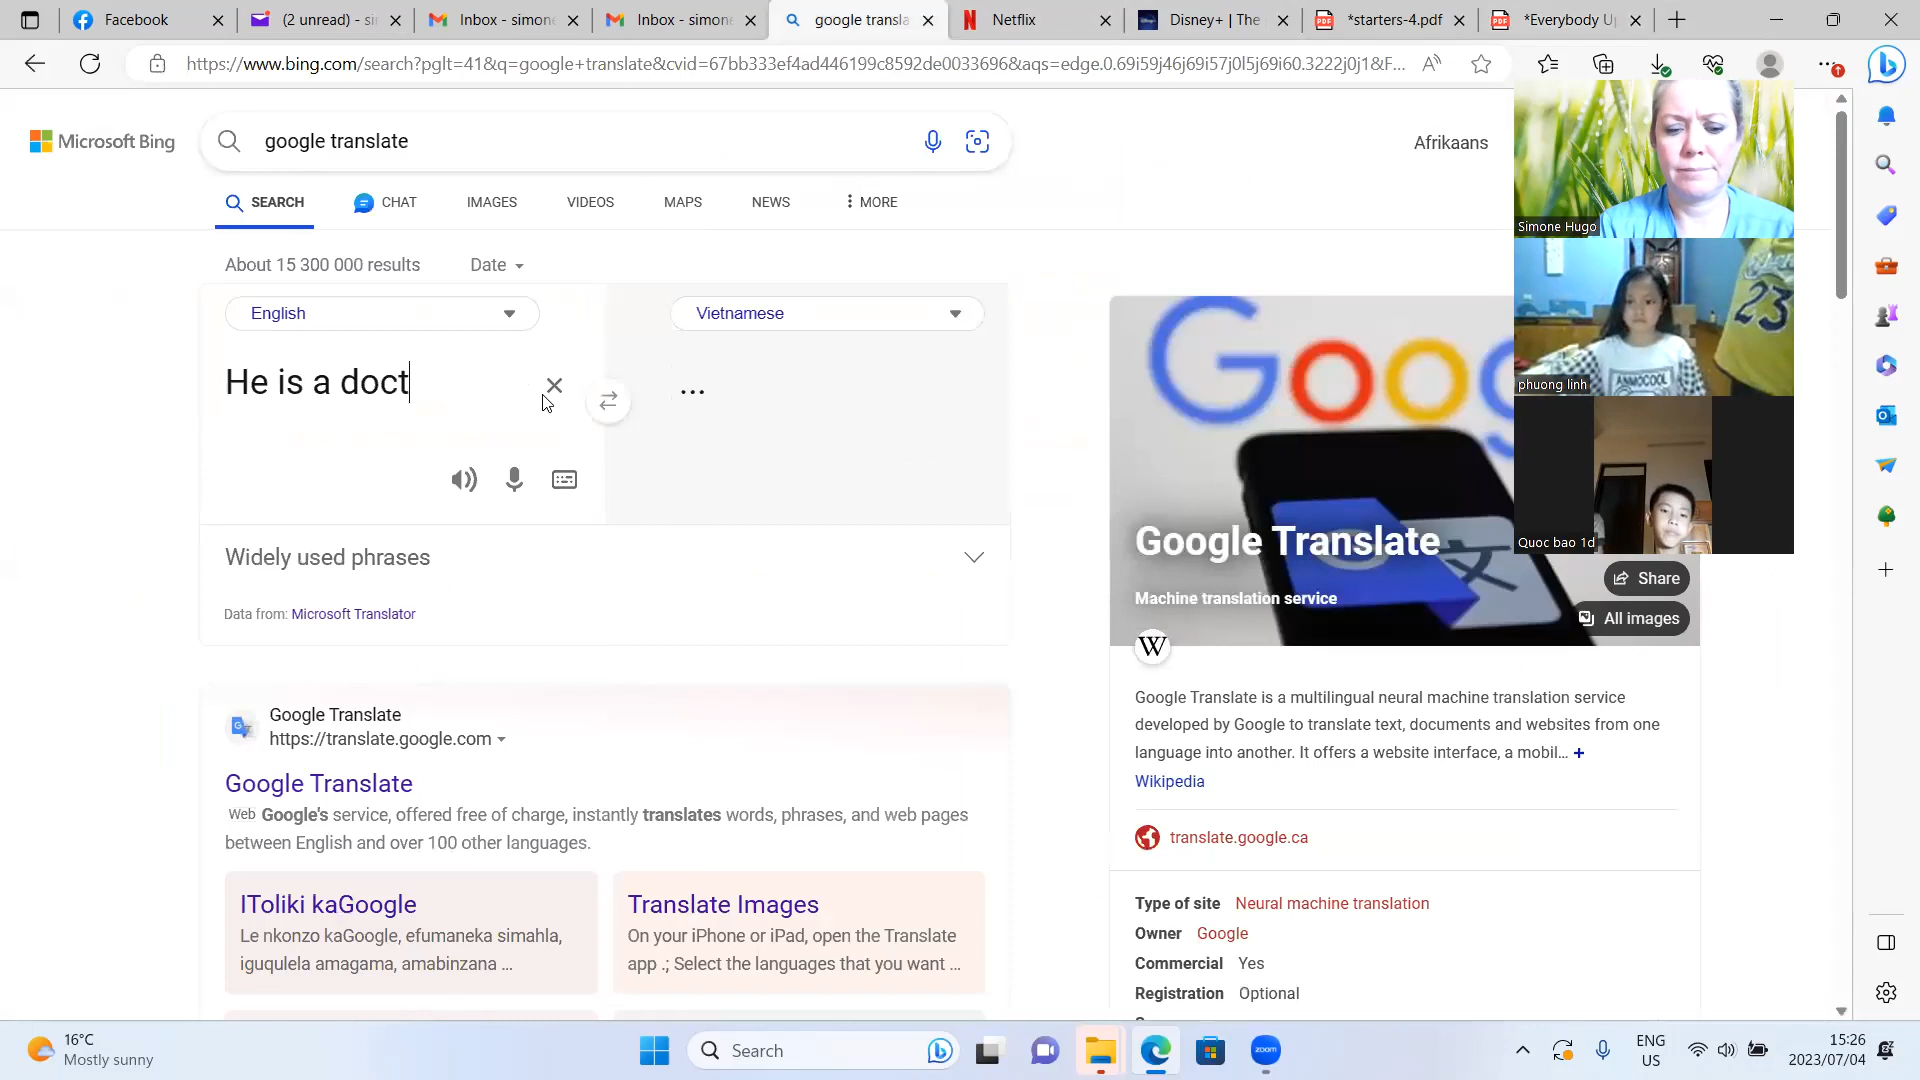 Facebook
(2 unread) - si
Inbox - simon
Inbox - simon
google transla
Netflix
Disney+ | The
*starters-4.pdf
*Everybody U
https://www.bing.com/search?pglt=41&q=google+translate&cvid=67bb333ef4ad446199c8592de0033696&aqs=edge.0.69i59j46j69i57j0l5j69i60.3222j0j1&F...
Microsoft Bing
google translate
Afrikaans
SEARCH
CHAT
IMAGES
VIDEOS
MAPS
NEWS
MORE
About 15 300 000 results
Date
English
Vietnamese
He is a doct
...
Widely used phrases
Data from: Microsoft Translator
Google Translate
https://translate.google.com
Google Translate
Web Google's service, offered free of charge, instantly translates words, phrases, and web pages
between English and over 100 other languages.
IToliki kaGoogle
Le nkonzo kaGoogle, efumaneka simahla,
iguqulela amagama, amabinzana ...
Translate Images
On your iPhone or iPad, open the Translate
app .; Select the languages that you want ...
Simone Hugo
23
ANMOCOOL
phuong linh
Quoc bao 1d
Goog
文
Google Translate
Machine translation service
Share
All images
W
Google Translate is a multilingual neural machine translation service
developed by Google to translate text, documents and websites from one
language into another. It offers a website interface, a mobil... +
Wikipedia
translate.google.ca
Type of site Neural machine translation
Owner Google
Commercial Yes
Registration Optional
16°C
Mostly sunny
Search
zoom
ENG
US
15:26
2023/07/04